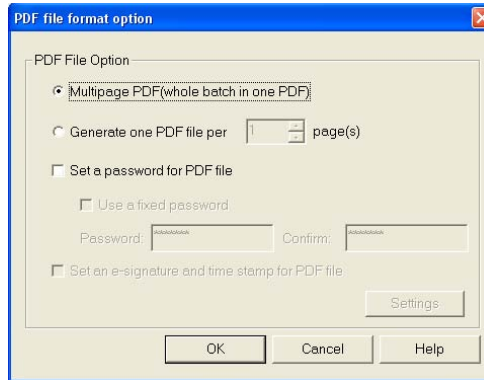 PDF file format option
PDF File Option
Multipage PDF(whole batch in one PDF)
Generate one PDF file per 1 page(s)
Set a password for PDF file
Use a fixed password
Password: ******* Confirm: *******
Set an e-signature and time stamp for PDF file
Settings
OK Cancel Help